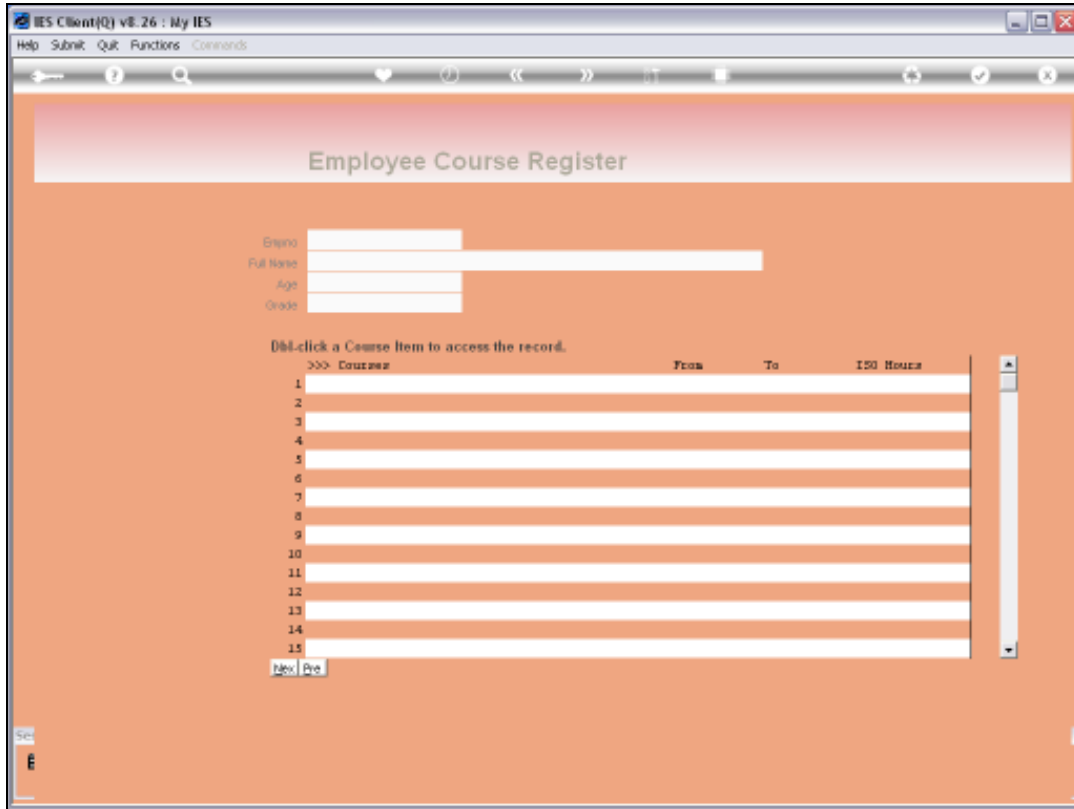 IES Client(Q) v8.26 : My IES
Help Submit Quit Functions Commands
Employee Course Register
Empno
Full Name
Age
Grade
Dbl-click a Course Item to access the record.
>>> Courses From To ISO Hours
1
2
3
4
5
6
7
8
9
10
11
12
13
14
15
Nex Pre